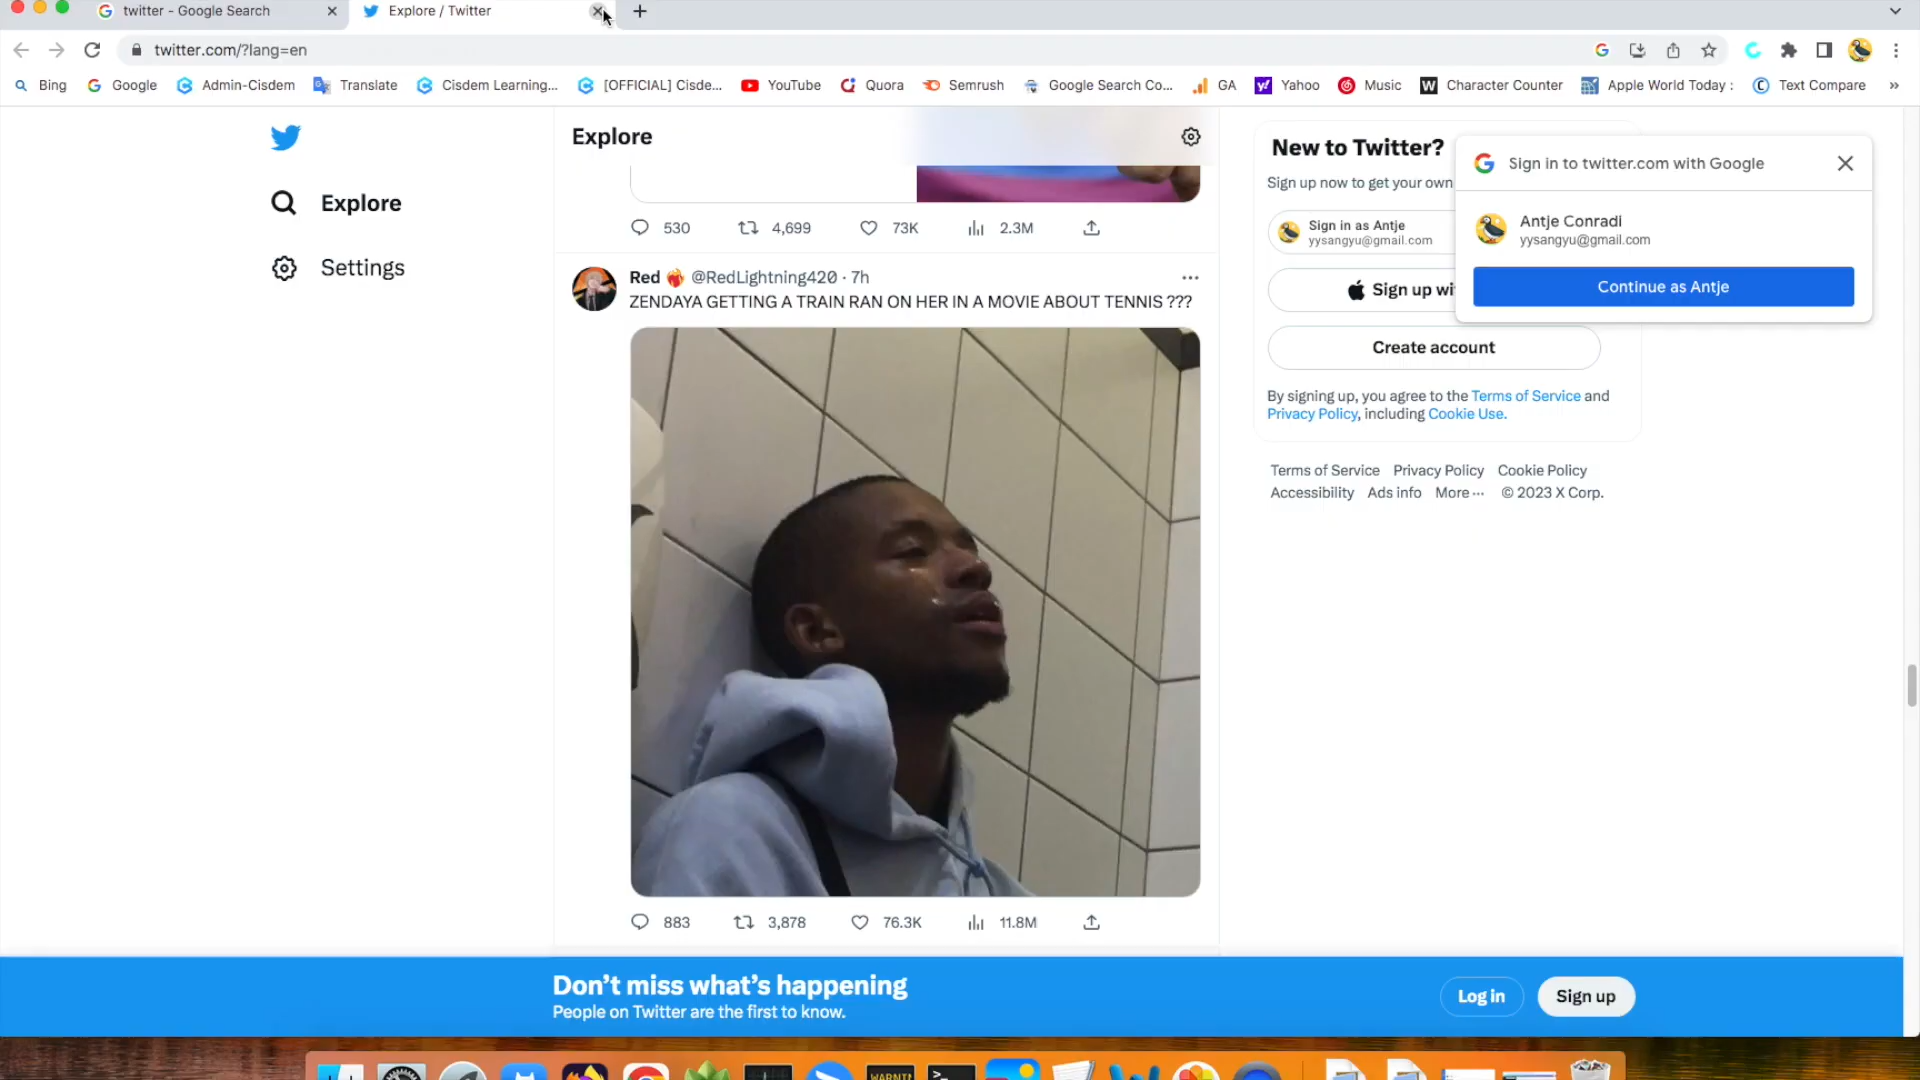 twitter - Google Search
Explore / Twitter
twitter.com/?lang=en
Bing
Google
Admin-Cisdem
Translate
Cisdem Learning...
[OFFICIAL] Cisde...
YouTube
Quora
Semrush
Google Search Co...
GA
Yahoo
Music
Character Counter
Apple World Today :
Text Compare
»
Explore
Settings
Explore
530 4,699 73K 2.3M
Red @RedLightning420 · 7h
ZENDAYA GETTING A TRAIN RAN ON HER IN A MOVIE ABOUT TENNIS ???
883 3,878 76.3K 11.8M
New to Twitter?
Sign up now to get your own
Sign in as Antje
yysangyu@gmail.com
Sign up wi
Create account
By signing up, you agree to the Terms of Service and
Privacy Policy, including Cookie Use.
Terms of Service Privacy Policy Cookie Policy
Accessibility Ads info More ··· © 2023 X Corp.
Sign in to twitter.com with Google
Antje Conradi
yysangyu@gmail.com
Continue as Antje
Don’t miss what’s happening
People on Twitter are the first to know.
Log in
Sign up
WARNI